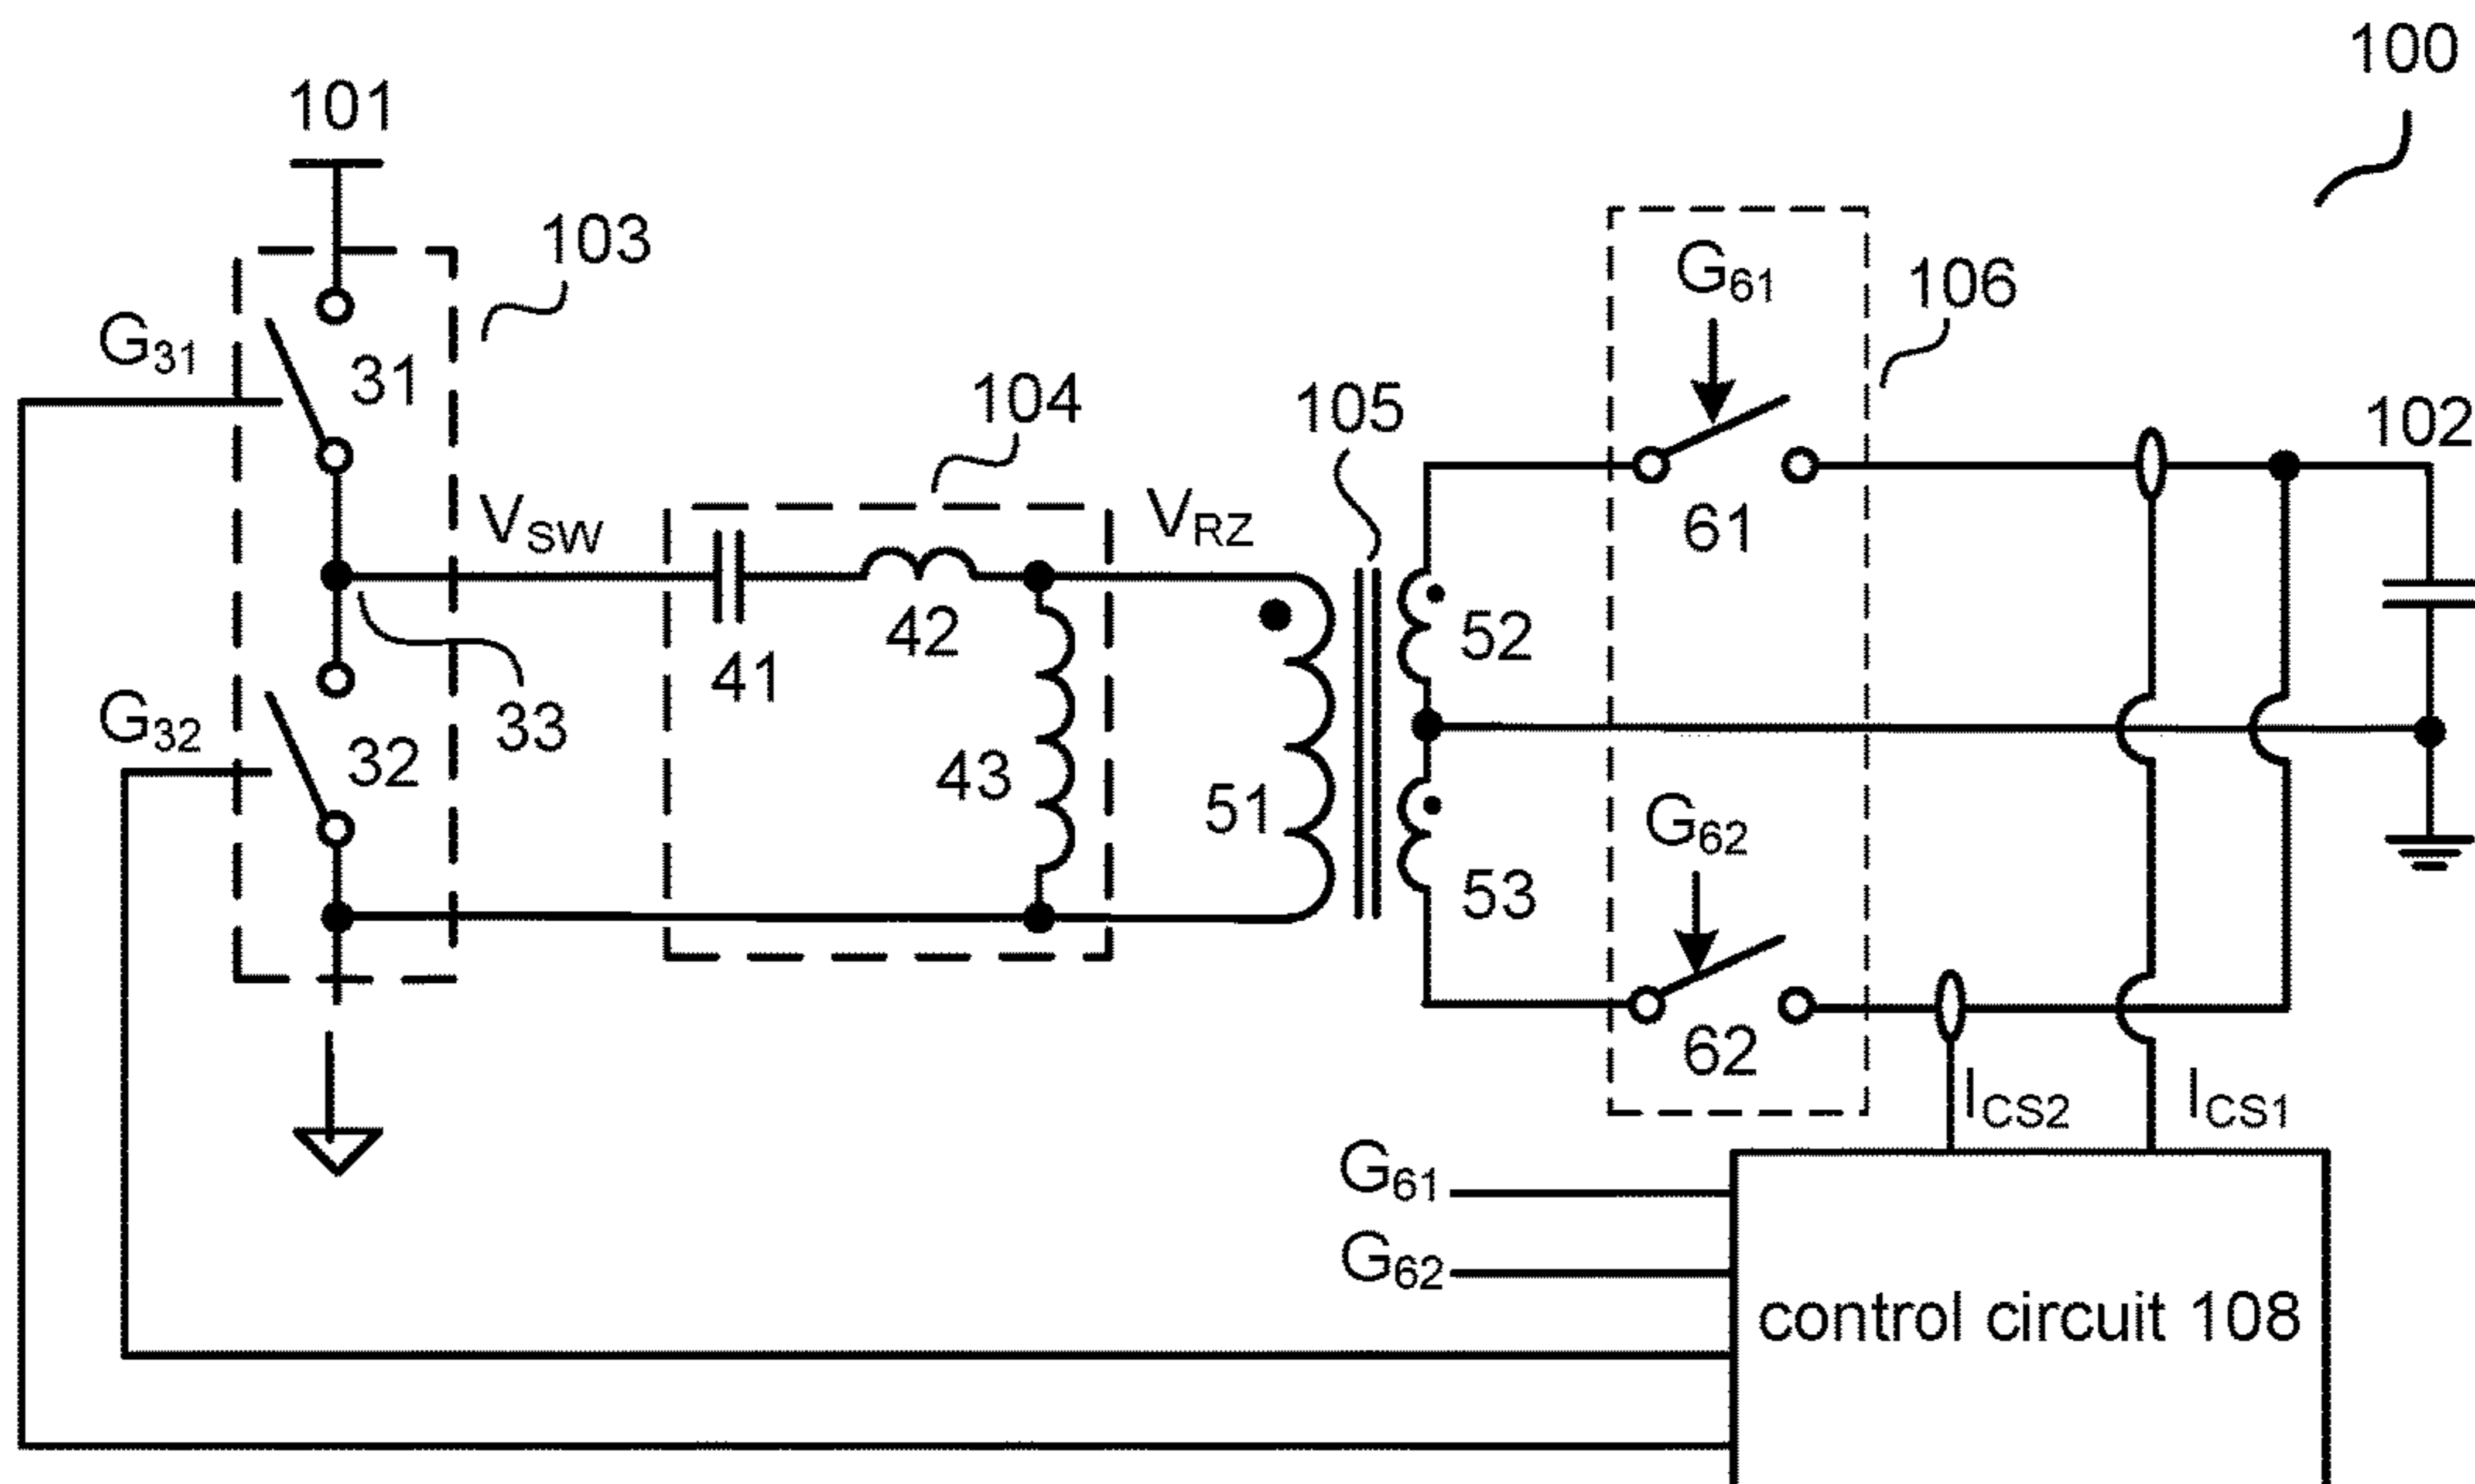 100
101
103
G31
31
106
G61
104
105
102
VSW
VRZ
61
42
52
41
33
G32
32
43
51
G62
53
62
ICS2
ICS1
G61
G62
control circuit 108